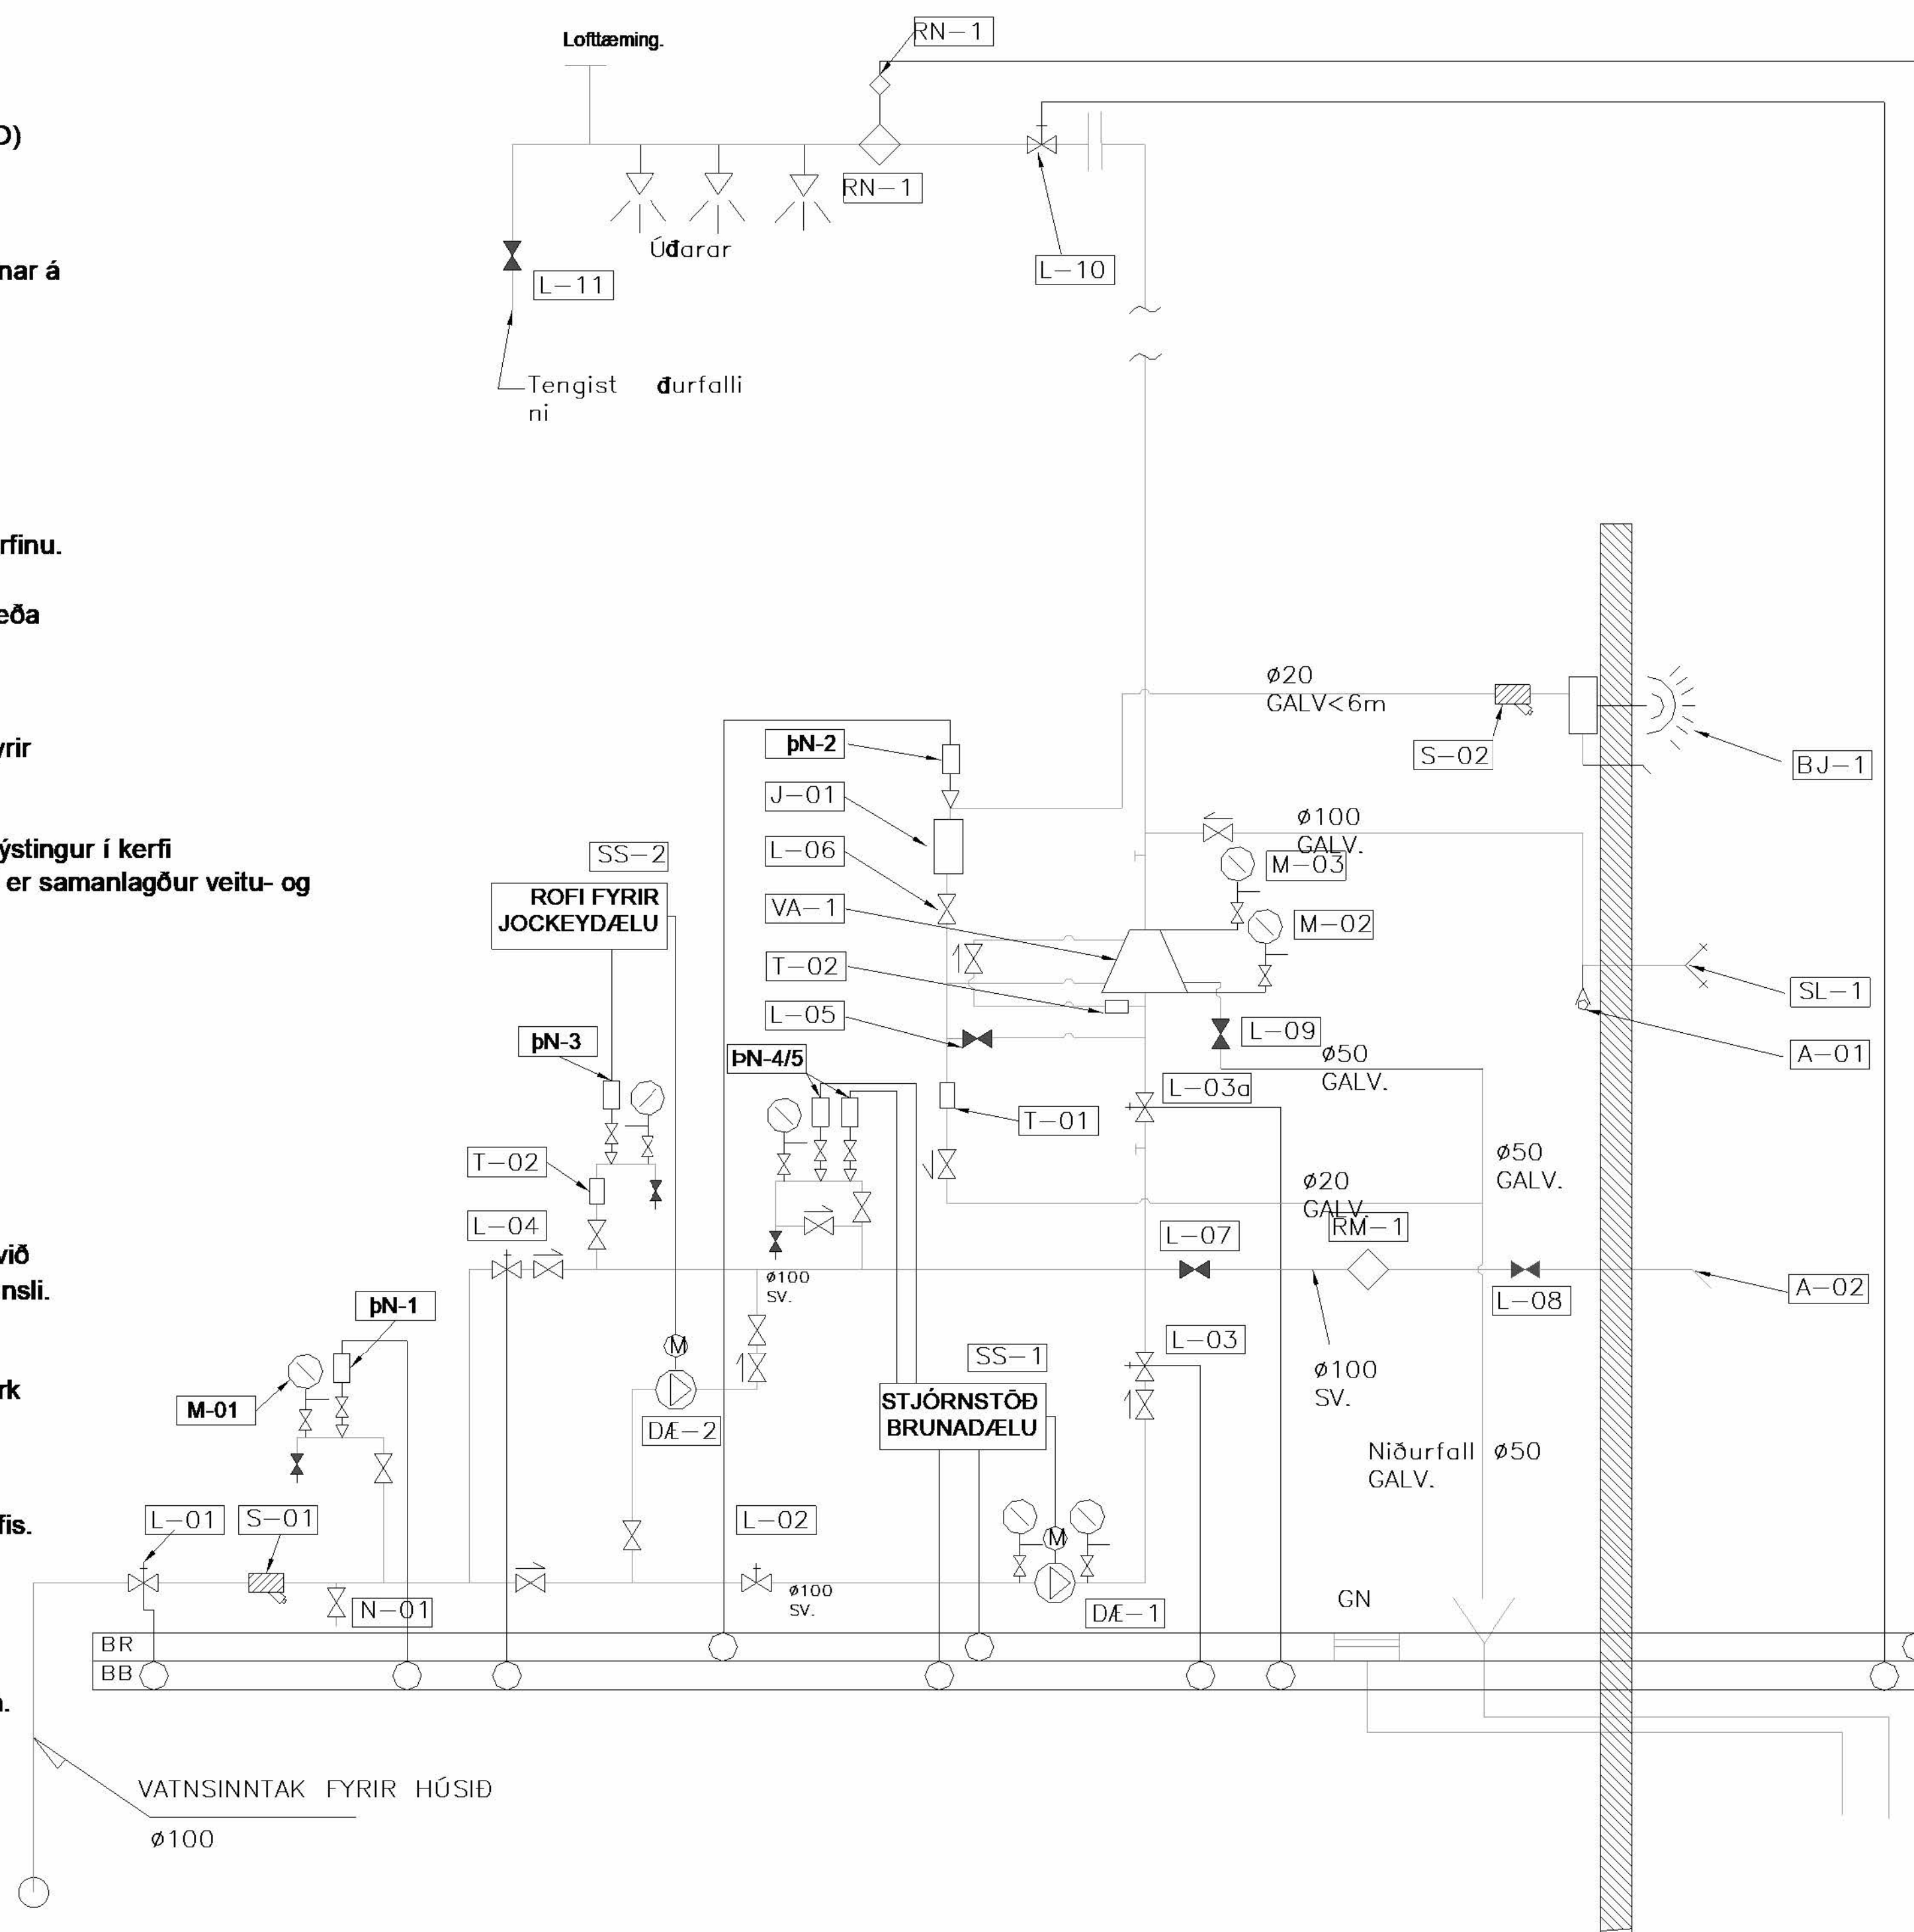 Lofttæming.
RN-1
RN-1
Úðarar
L-10
L-11
Tengist ðurfalli
ni
nar á
rfinu.
eða
yrir
ýstingur í kerfi
er samanlagður veitu- og
við
nsli.
rk
fis.
ø20
GALV<6m
S-02
BJ-1
þN-2
J-01
L-06
VA-1
T-02
L-05
ø100
GALV.
M-03
M-02
SL-1
A-01
L-09
ø50
GALV.
SS-2
ROFI FYRIR
JOCKEYDÆLU
þN-3
ÞN-4/5
L-03a
T-01
T-02
L-04
ø20
GALV.
ø50
GALV.
RM-1
L-07
L-08
A-02
ø100
SV.
þN-1
M-01
L-03
SS-1
ø100
SV.
STJÓRNSTÖÐ
BRUNADÆLU
DÆ-2
Niðurfall ø50
GALV.
L-01
S-01
N-01
L-02
ø100
SV.
DÆ-1
GN
BR
BB
VATNSINNTAK FYRIR HÚSIÐ
ø100
M
M